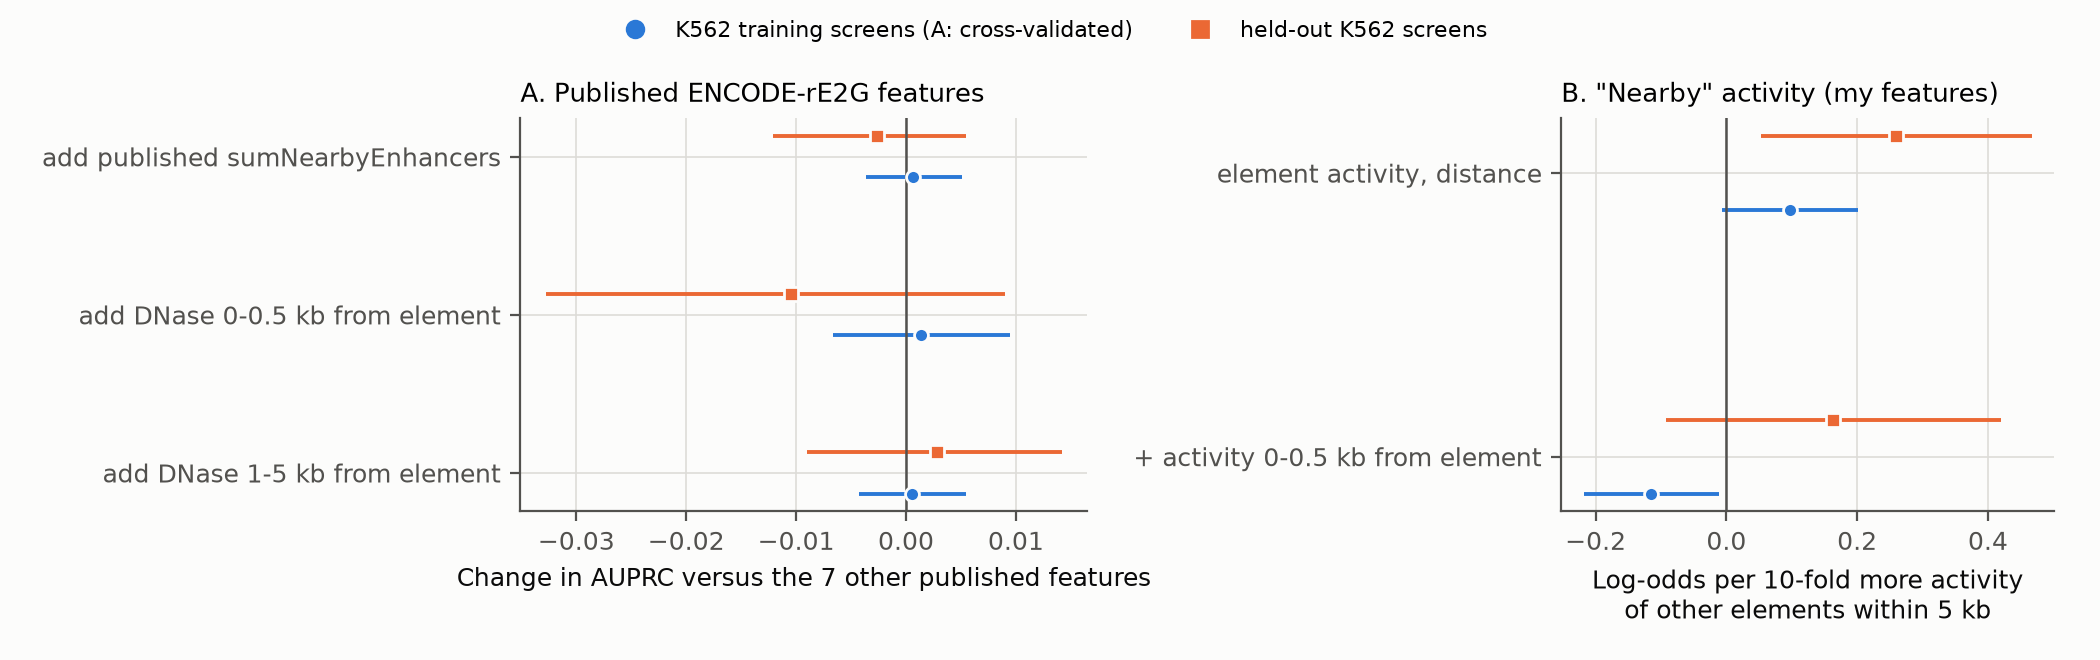 K562 training screens (A: cross-validated)
held-out K562 screens
A. Published ENCODE-rE2G features
add published sumNearbyEnhancers
add DNase 0-0.5 kb from element
add DNase 1-5 kb from element
−0.03
−0.02
−0.01
0.00
0.01
Change in AUPRC versus the 7 other published features
B. "Nearby" activity (my features)
element activity, distance
+ activity 0-0.5 kb from element
−0.2
0.0
0.2
0.4
Log-odds per 10-fold more activity
of other elements within 5 kb